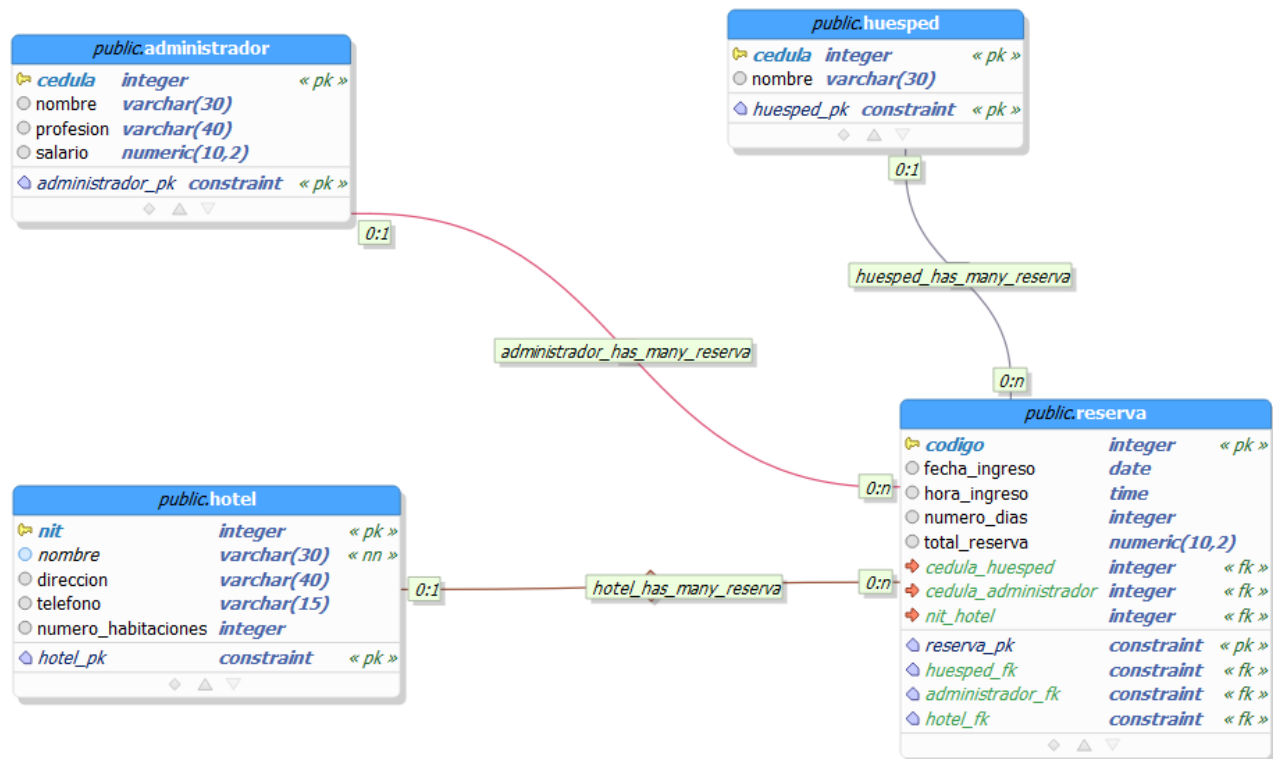 public.administrador
cedula integer « pk »
nombre varchar(30)
profesion varchar(40)
salario numeric(10,2)
administrador_pk constraint « pk »
public.huesped
cedula integer « pk »
nombre varchar(30)
huesped_pk constraint « pk »
0:1
0:1
huesped_has_many_reserva
administrador_has_many_reserva
0:n
public.reserva
codigo integer « pk »
fecha_ingreso date
hora_ingreso time
numero_dias integer
total_reserva numeric(10,2)
cedula_huesped integer « fk »
cedula_administrador integer « fk »
nit_hotel integer « fk »
reserva_pk constraint « pk »
huesped_fk constraint « fk »
administrador_fk constraint « fk »
hotel_fk constraint « fk »
0:n
public.hotel
nit integer « pk »
nombre varchar(30) « nn »
direccion varchar(40)
telefono varchar(15)
numero_habitaciones integer
hotel_pk constraint « pk »
0:1
hotel_has_many_reserva
0:n